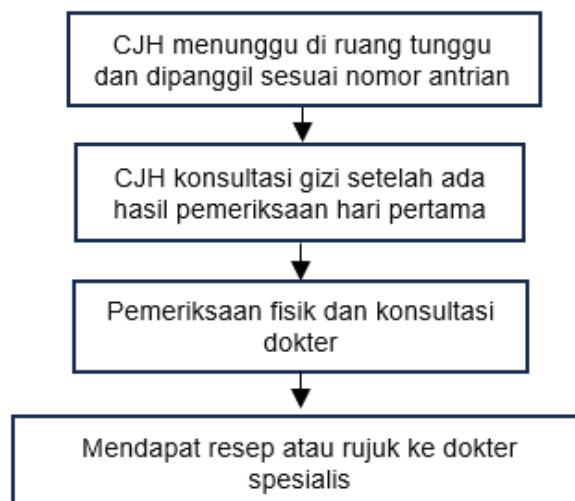 CJH menunggu di ruang tunggu
dan dipanggil sesuai nomor antrian
CJH konsultasi gizi setelah ada
hasil pemeriksaan hari pertama
Pemeriksaan fisik dan konsultasi
dokter
Mendapat resep atau rujuk ke dokter
spesialis